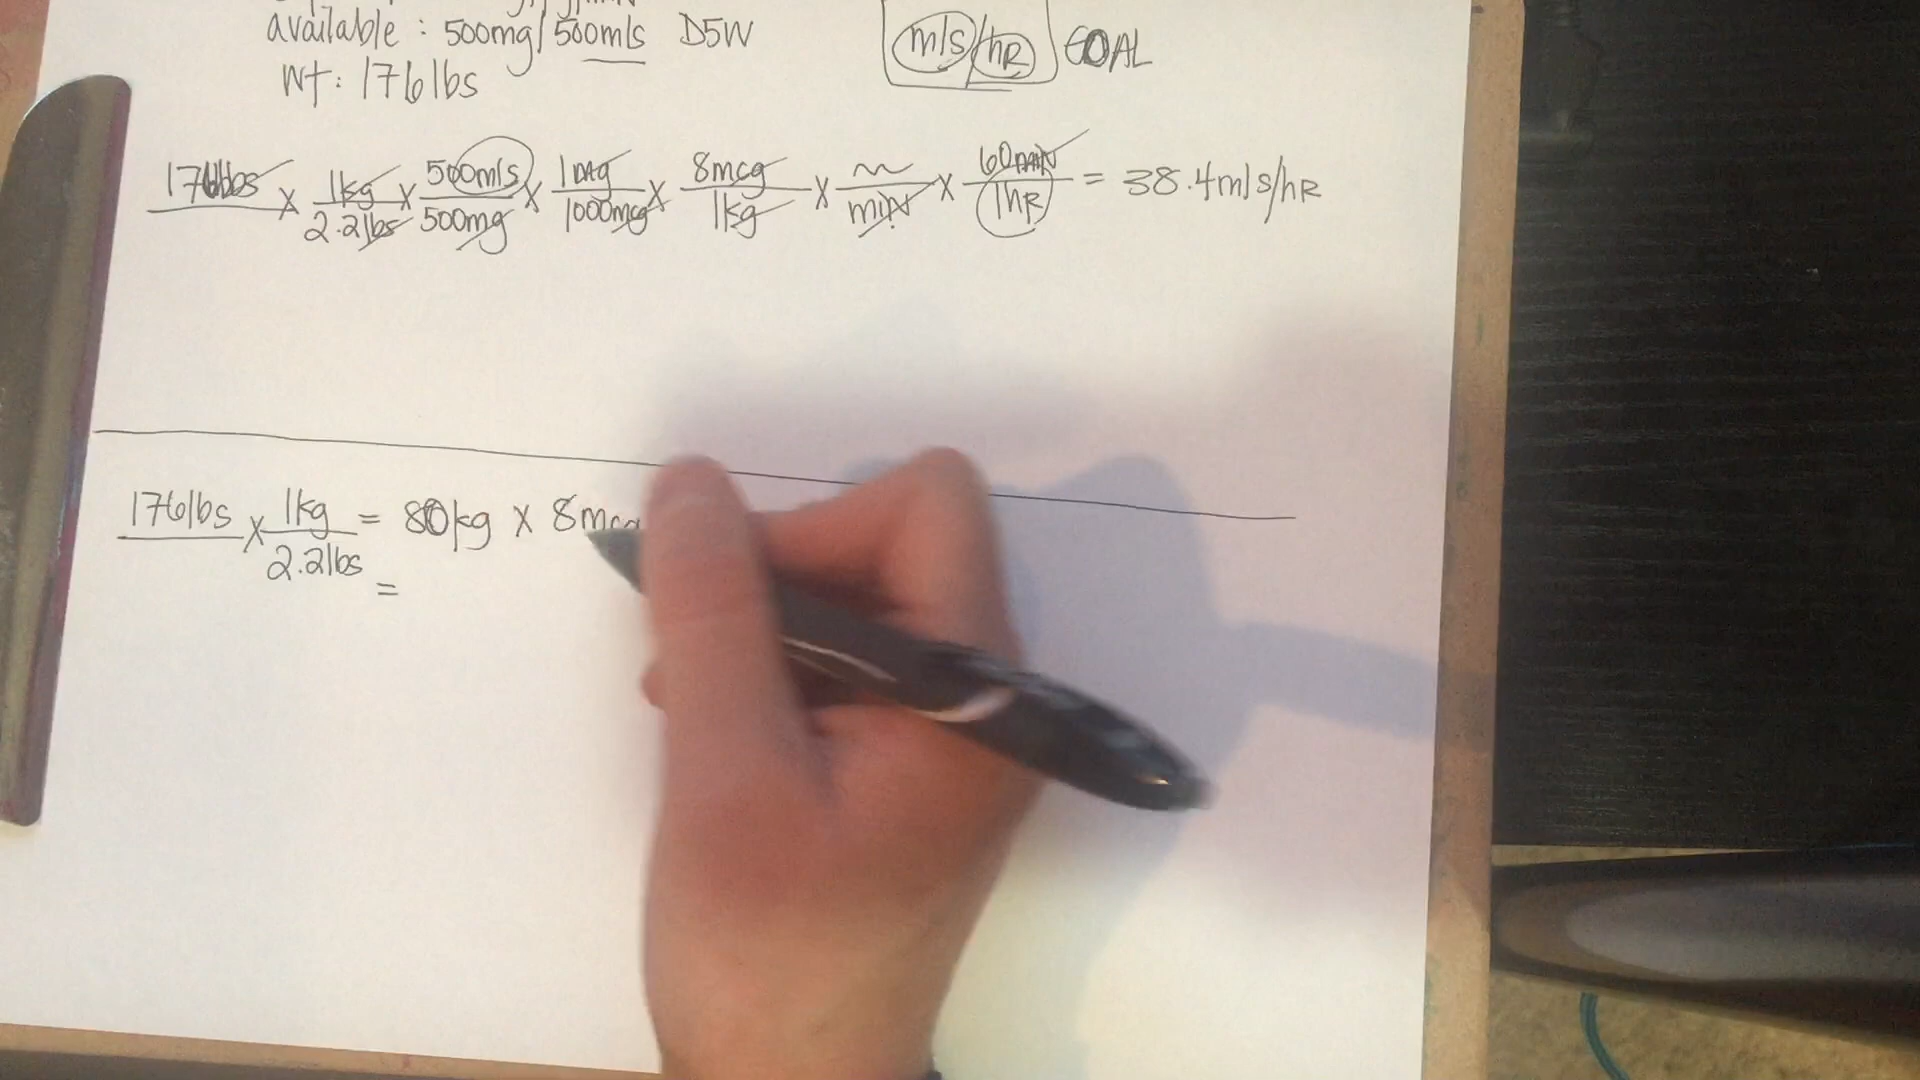 available : 500mg/500mls D5W
mls/hR GOAL
Wt: 176lbs
176lbs x 1kg/2.2lbs x 500mls/500mg x 1mg/1000mcg x 8mcg/1kg x /min x 60min/1hR = 38.4mls/hR
176lbs x 1kg/2.2lbs = 80kg x 8mcg
=